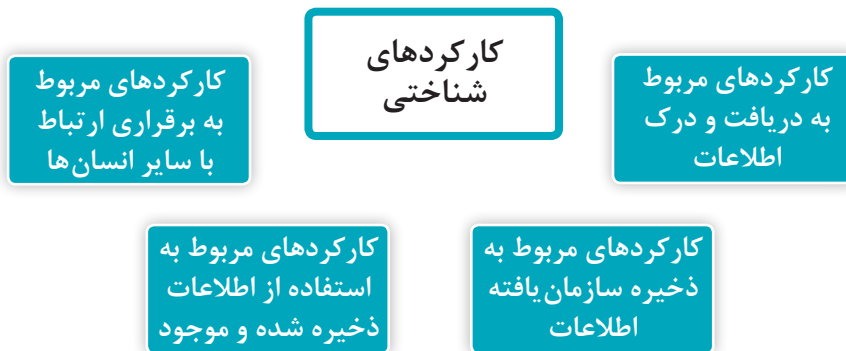 کارکردهای
شناختی
کارکردهای مربوط
به دریافت و درک
اطلاعات
کارکردهای مربوط
به برقراری ارتباط
با سایر انسان‌ها
کارکردهای مربوط به
ذخیره سازمان‌یافته
اطلاعات
کارکردهای مربوط به
استفاده از اطلاعات
ذخیره شده و موجود